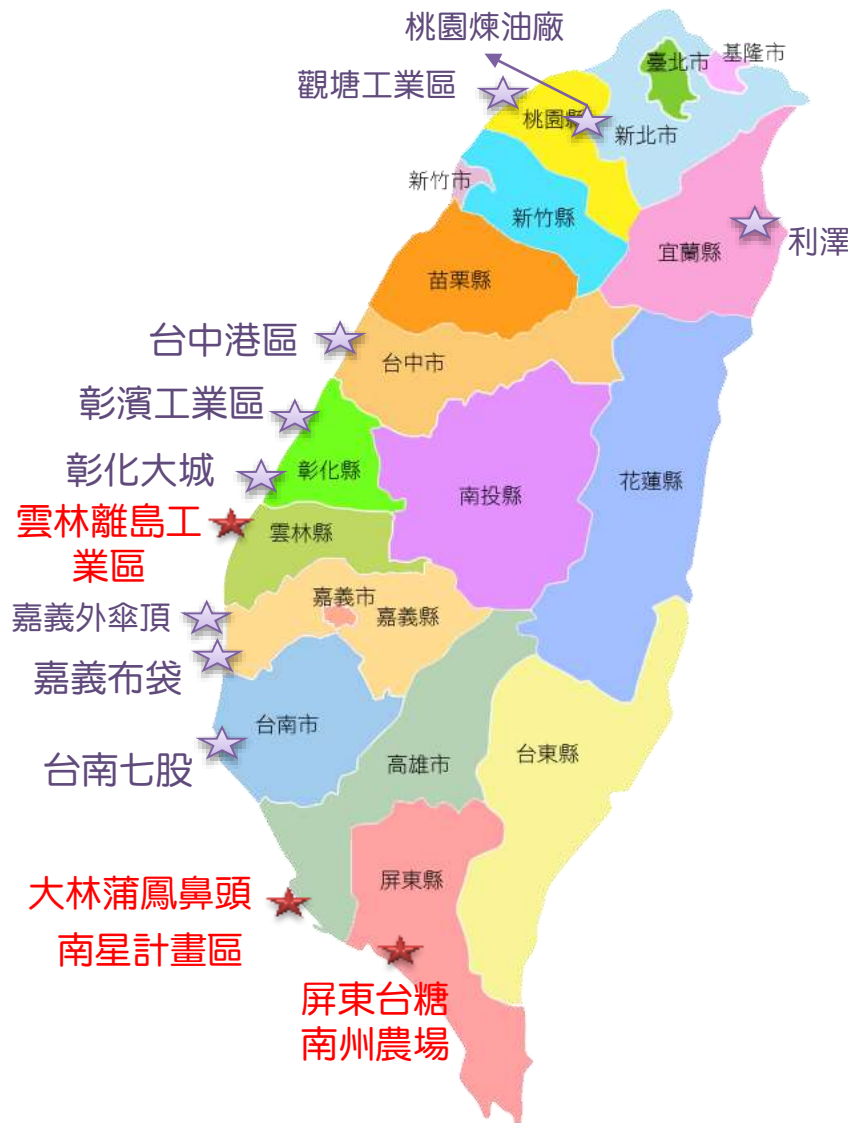 桃園煉油廠
基隆市
臺北市
觀塘工業區
桃園縣
新北市
新竹市
新竹縣
利澤
宜蘭縣
苗栗縣
台中港區
台中市
彰濱工業區
彰化大城
彰化縣
南投縣
花蓮縣
雲林離島工
業區
雲林縣
嘉義市
嘉義外傘頂
嘉義縣
嘉義布袋
台南市
台東縣
台南七股
高雄市
大林蒲鳳鼻頭
南星計畫區
屏東縣
屏東台糖
南州農場